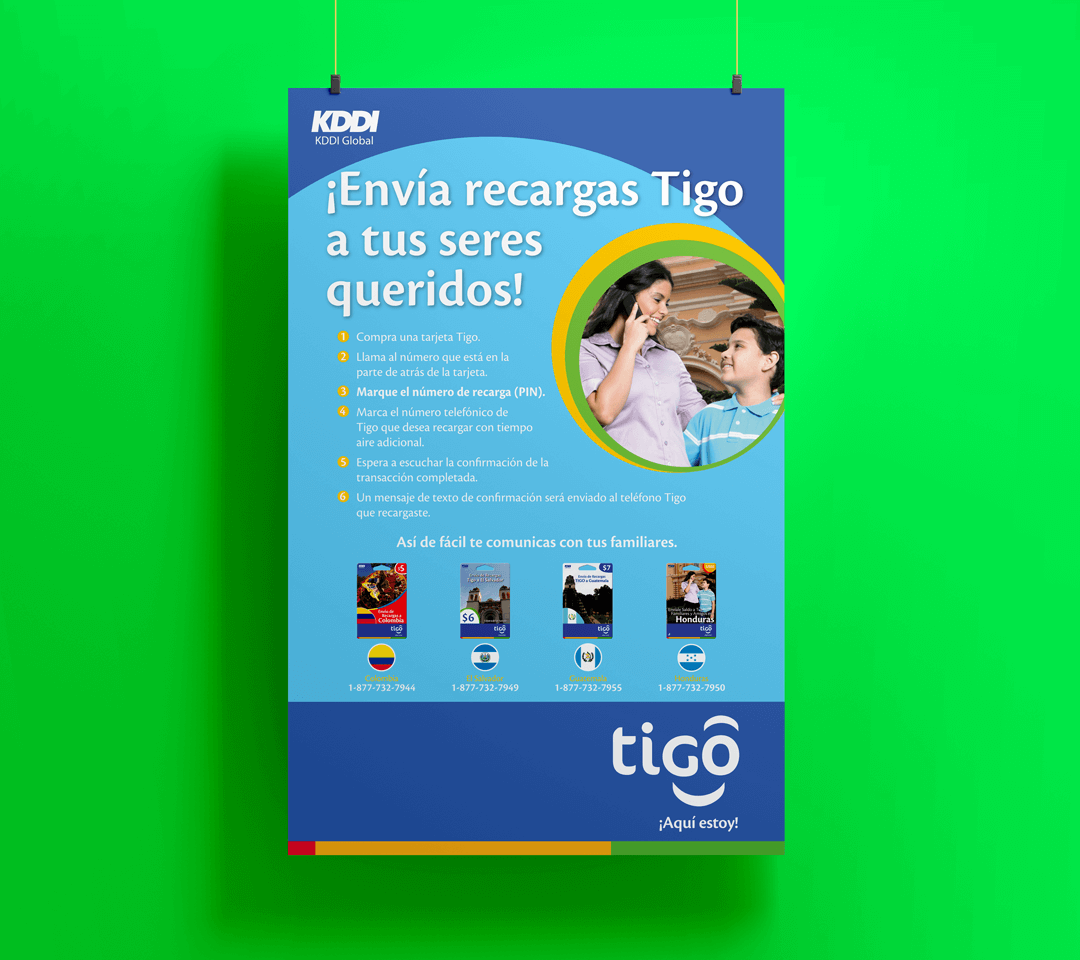 KDDI
KDDI Global
¡Envía recargas Tigo
a tus seres
queridos!
1 Compra una tarjeta Tigo.
2 Llama al número que está en la
parte de atrás de la tarjeta.
3 Marque el número de recarga (PIN).
4 Marca el número telefónico de
Tigo que desea recargar con tiempo
aire adicional.
5 Espera a escuchar la confirmación de la
transacción completada.
6 Un mensaje de texto de confirmación será enviado al teléfono Tigo
que recargaste.
Así de fácil te comunicas con tus familiares.
$5
Envío de
Recargas a
Colombia
tigo
$6
tigo
$7
Envío de Recargas
TIGO a Guatemala
tigo
Honduras
tigo
Colombia
El Salvador
Guatemala
Honduras
1-877-732-7944
1-877-732-7949
1-877-732-7955
1-877-732-7950
tigo
¡Aquí estoy!